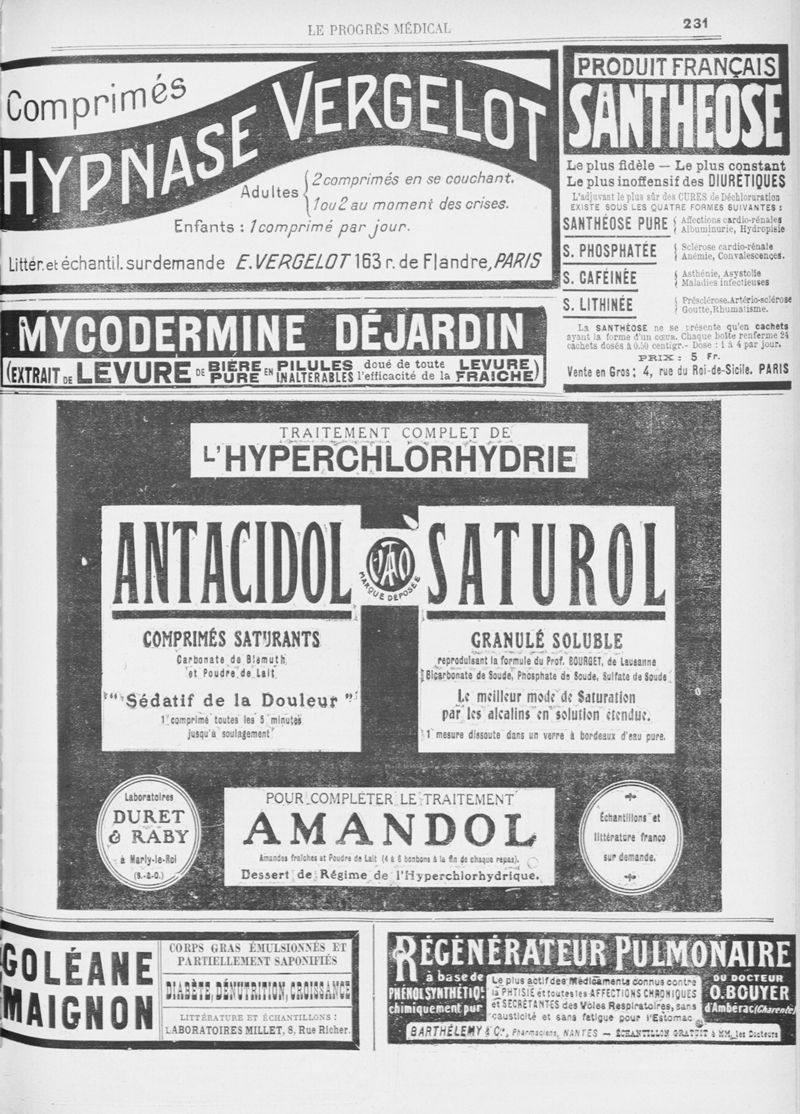 LE PROGRÈS MÉDICAL
231
Comprimés
HYPNASE VERGELOT
Adultes { 2 comprimés en se couchant.
1 ou 2 au moment des crises.
Enfants : 1 comprimé par jour.
Littér. et échantil. sur demande E. VERGELOT 163 r. de Flandre, PARIS
PRODUIT FRANÇAIS
SANTHEOSE
Le plus fidèle — Le plus constant
Le plus inoffensif des DIURÉTIQUES
L'adjuvant le plus sûr des CURES de Déchloruration
EXISTE SOUS LES QUATRE FORMES SUIVANTES :
SANTHÉOSE PURE { Affections cardio-rénales
Albuminurie, Hydropisie
S. PHOSPHATÉE { Sclérose cardio-rénale
Anémie, Convalescences.
S. CAFÉINÉE { Asthénie, Asystolie
Maladies infectieuses
S. LITHINÉE { Présclérose. Artério-sclérose
Goutte, Rhumatisme.
La SANTHÉOSE ne se présente qu'en cachets
ayant la forme d'un cœur. Chaque boîte renferme 24
cachets dosés à 0.50 centigr. - Dose : 1 à 4 par jour.
PRIX : 5 Fr.
Vente en Gros : 4, rue du Roi-de-Sicile. PARIS
MYCODERMINE DÉJARDIN
(EXTRAIT DE LEVURE DE BIÈRE PURE EN PILULES INALTERABLES doué de toute l'efficacité de la LEVURE FRAICHE)
TRAITEMENT COMPLET DE
L'HYPERCHLORHYDRIE
ANTACIDOL
MARQUE DÉPOSÉE
SATUROL
COMPRIMÉS SATURANTS
Carbonate de Bismuth
et Poudre de Lait
"Sédatif de la Douleur"
1 comprimé toutes les 5 minutes
jusqu'à soulagement
GRANULÉ SOLUBLE
reproduisant la formule du Prof. BOURGET, de Lausanne
Bicarbonate de Soude, Phosphate de Soude, Sulfate de Soude
Le meilleur mode de Saturation
par les alcalins en solution étendue.
1 mesure dissoute dans un verre à bordeaux d'eau pure.
Laboratoires
DURET
& RABY
à Marly-le-Roi
(S.-&-O.)
POUR COMPLÉTER LE TRAITEMENT
AMANDOL
Amandes fraîches et Poudre de Lait (4 à 6 bonbons à la fin de chaque repas).
Dessert de Régime de l'Hyperchlorhydrique.
Échantillons et
littérature franco
sur demande.
GOLÉANE
MAIGNON
CORPS GRAS ÉMULSIONNÉS ET
PARTIELLEMENT SAPONIFIÉS
DIABÈTE, DÉNUTRITION, CROISSANCE
LITTÉRATURE ET ÉCHANTILLONS :
LABORATOIRES MILLET, 8, Rue Richer.
RÉGÉNÉRATEUR PULMONAIRE
à base de
PHÉNOL SYNTHÉTIQ.
chimiquement pur
Le plus actif des Médicaments connus contre
la PHTISIE et toutes les AFFECTIONS CHRONIQUES
et SÉCRÉTANTES des Voies Respiratoires, sans
causticité et sans fatigue pour l'Estomac
DU DOCTEUR
O. BOUYER
d'Ambérac (Charente)
BARTHÉLEMY & Cie, Pharmaciens, NANTES — ÉCHANTILLON GRATUIT à MM. les Docteurs